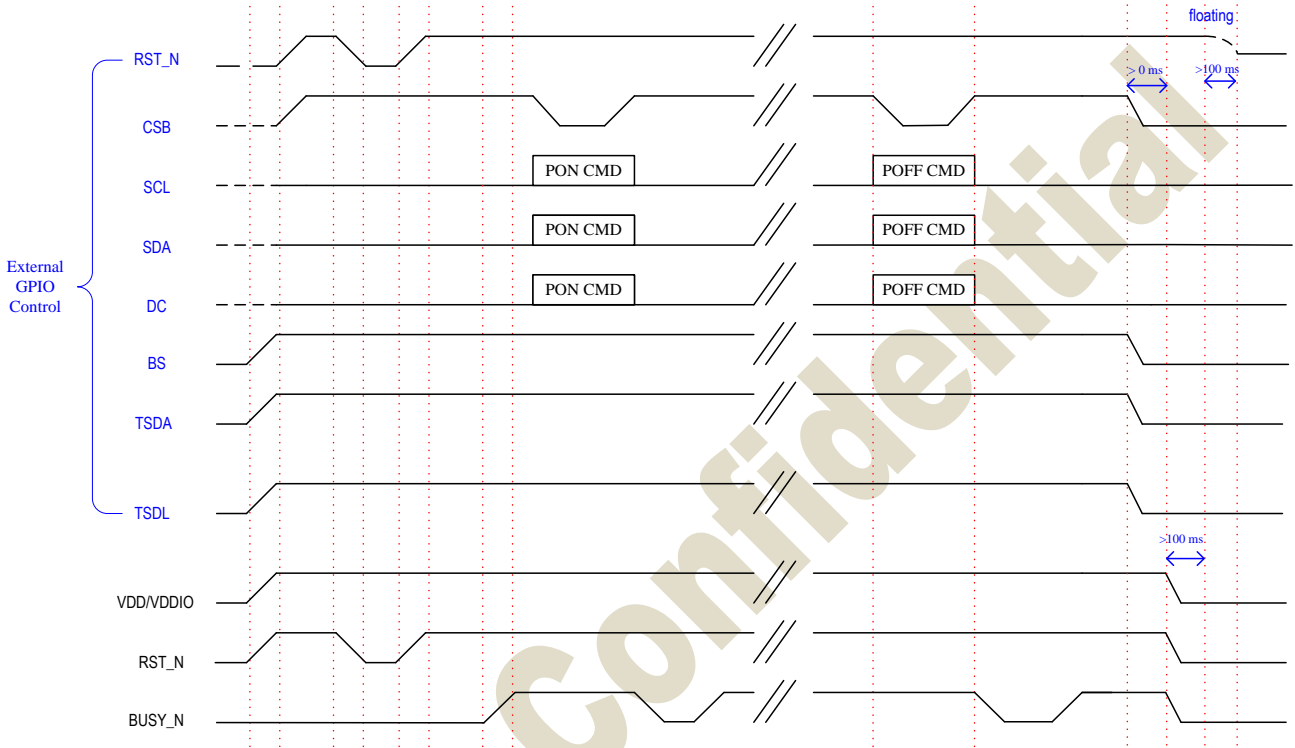 floating
RST_N
> 0 ms
>100 ms
CSB
SCL
PON CMD
POFF CMD
SDA
PON CMD
POFF CMD
External
GPIO
Control
DC
PON CMD
POFF CMD
BS
TSDA
TSDL
>100 ms
VDD/VDDIO
RST_N
BUSY_N
Confidential